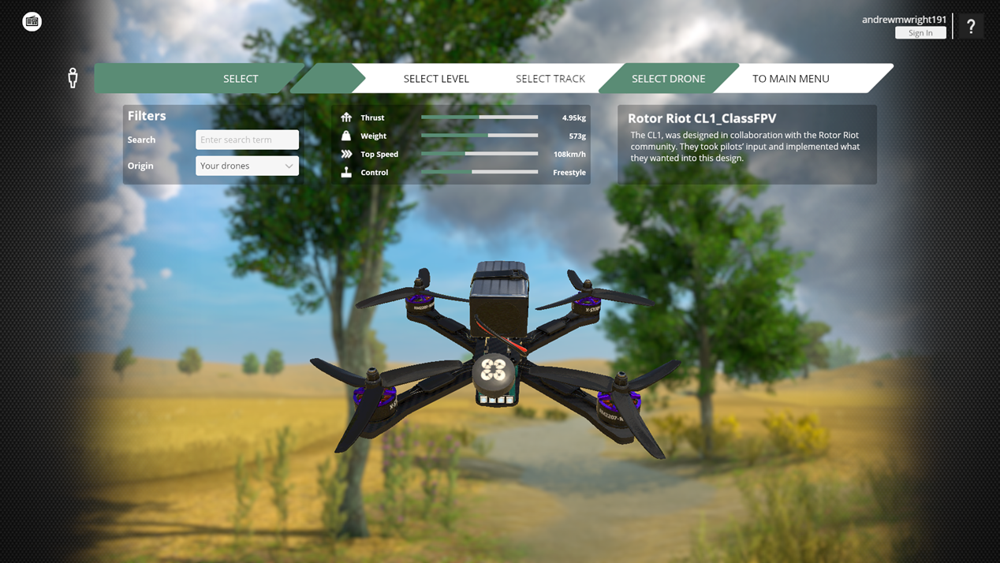 andrewmwright191
Sign In
?
SELECT
SELECT LEVEL
SELECT TRACK
SELECT DRONE
TO MAIN MENU
Filters
Search
Enter search term
Origin
Your drones
Thrust
4.95kg
Weight
573g
Top Speed
108km/h
Control
Freestyle
Rotor Riot CL1_ClassFPV
The CL1, was designed in collaboration with the Rotor Riot
community. They took pilots' input and implemented what
they wanted into this design.